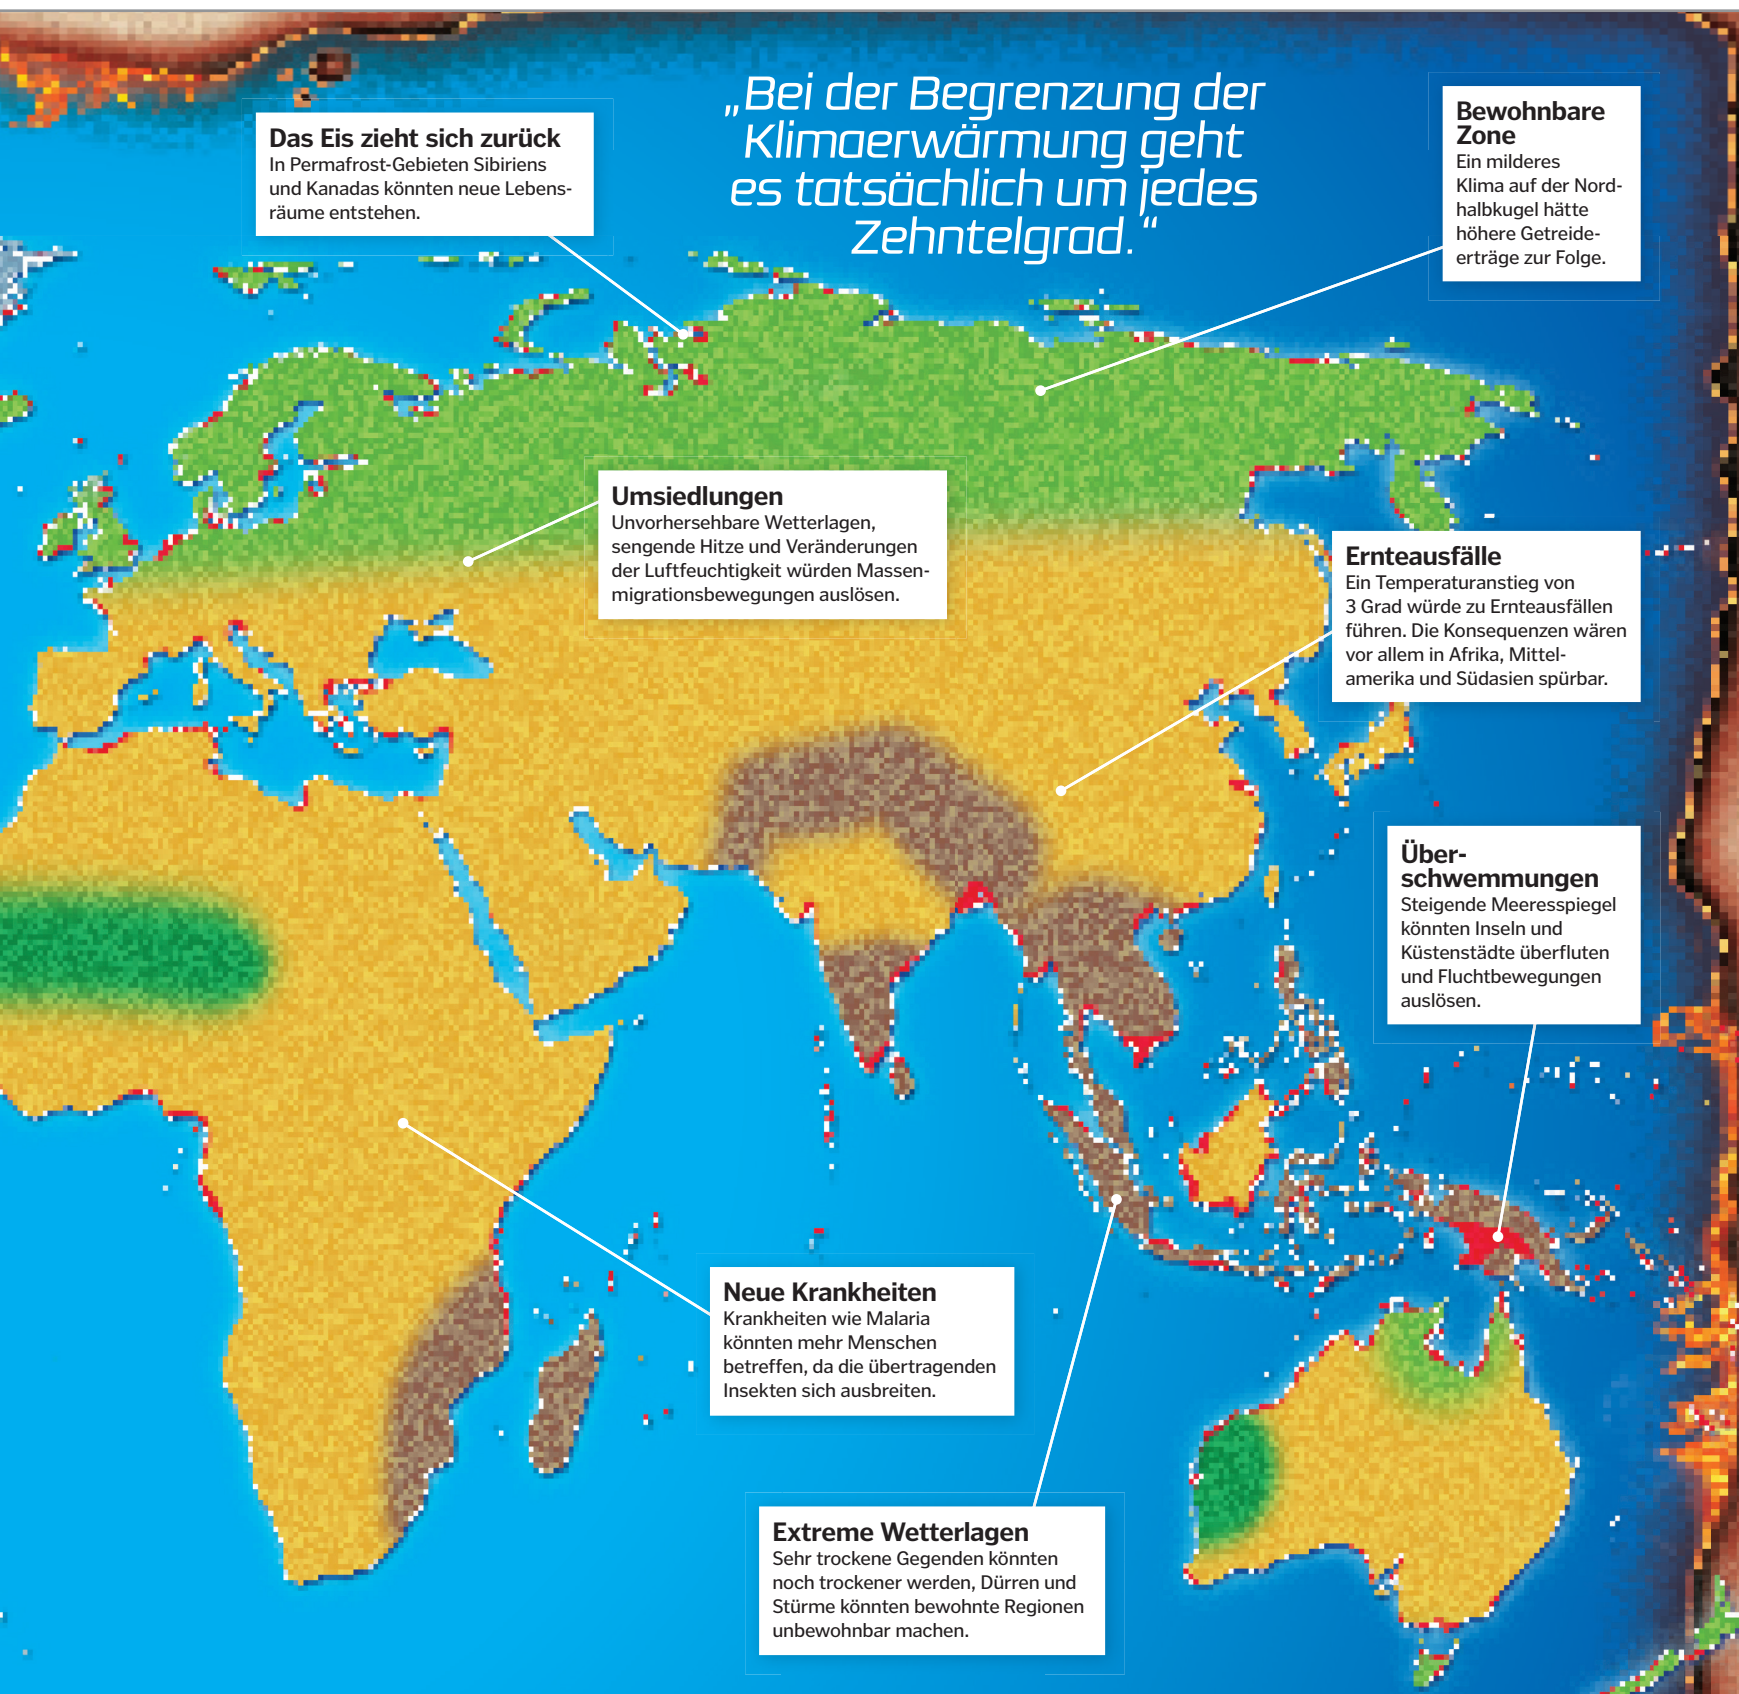 Das Eis zieht sich zurück
In Permafrost-Gebieten Sibiriens
und Kanadas könnten neue Lebens-
räume entstehen.
„Bei der Begrenzung der
Klimaerwärmung geht
es tatsächlich um jedes
Zehntelgrad.“
Bewohnbare
Zone
Ein milderes
Klima auf der Nord-
halbkugel hätte
höhere Getreide-
erträge zur Folge.
Umsiedlungen
Unvorhersehbare Wetterlagen,
sengende Hitze und Veränderungen
der Luftfeuchtigkeit würden Massen-
migrationsbewegungen auslösen.
Ernteausfälle
Ein Temperaturanstieg von
3 Grad würde zu Ernteausfällen
führen. Die Konsequenzen wären
vor allem in Afrika, Mittel-
amerika und Südasien spürbar.
Über-
schwemmungen
Steigende Meeresspiegel
könnten Inseln und
Küstenstädte überfluten
und Fluchtbewegungen
auslösen.
Neue Krankheiten
Krankheiten wie Malaria
könnten mehr Menschen
betreffen, da die übertragenden
Insekten sich ausbreiten.
Extreme Wetterlagen
Sehr trockene Gegenden könnten
noch trockener werden, Dürren und
Stürme könnten bewohnte Regionen
unbewohnbar machen.